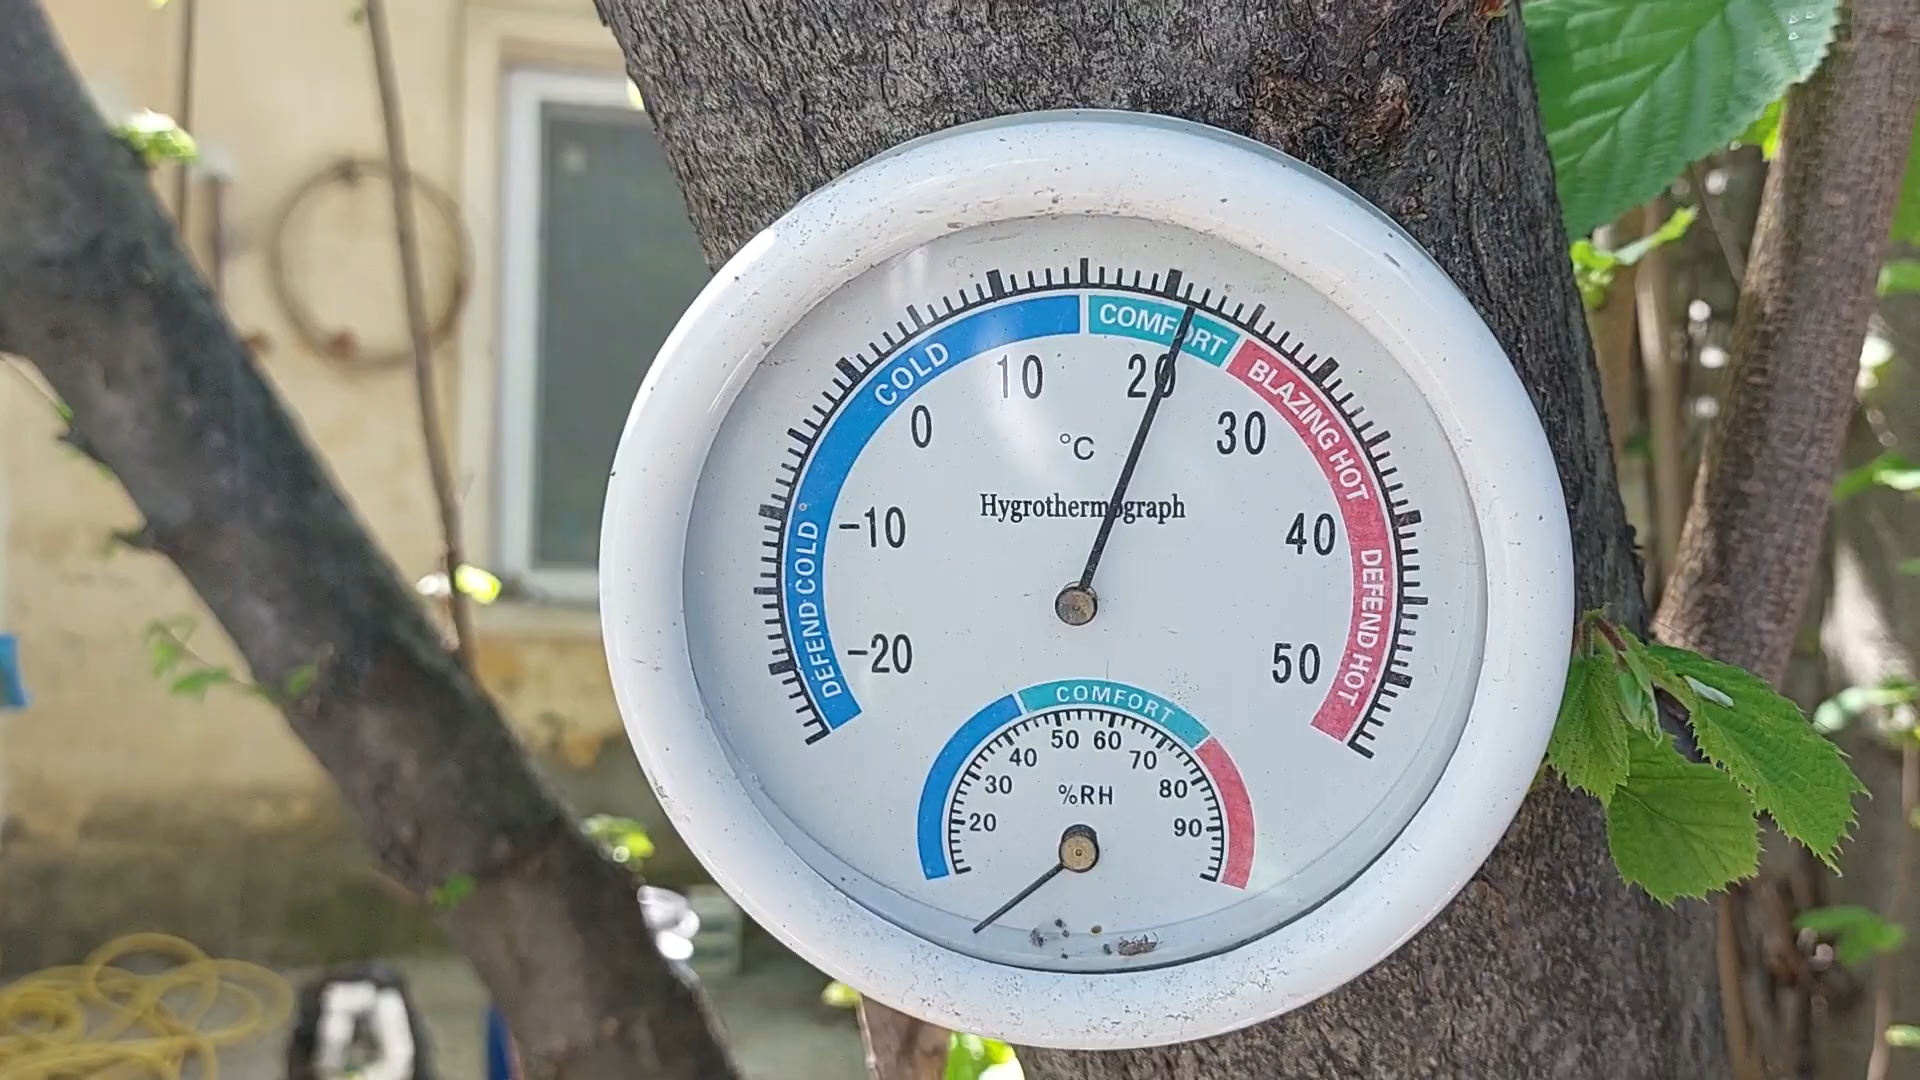 COMFORT
COLD
BLAZING HOT
DEFEND COLD
DEFEND HOT
10
20
0
30
°C
Hygrothermograph
-10
40
-20
50
COMFORT
50
60
40
70
30
80
%RH
20
90